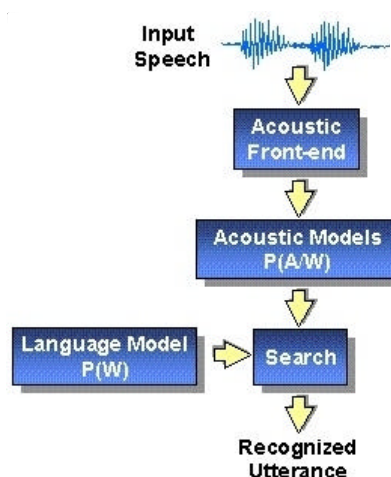 Input
Speech
Acoustic
Front-end
Acoustic Models
P(A/W)
Language Model
P(W)
Search
Recognized
Utterance